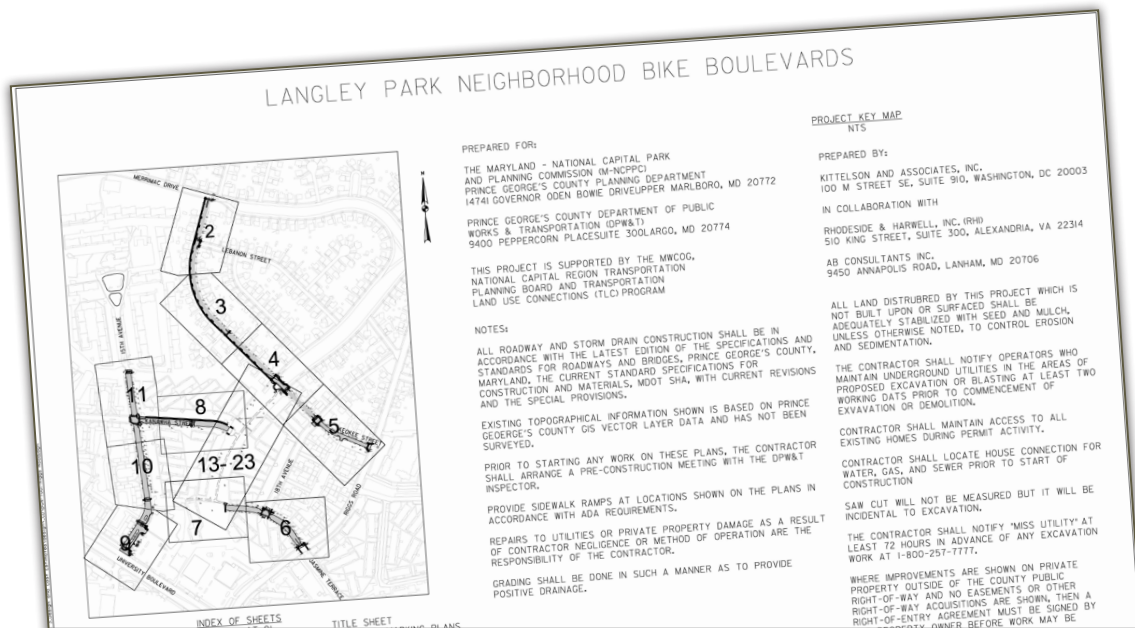 LANGLEY PARK NEIGHBORHOOD BIKE BOULEVARDS
MERRIMAC DRIVE
2
LEBANON STREET
3
15TH AVENUE
4
11
8
5
KEOKEE STREET
10
13-23
18TH AVENUE
RIGGS ROAD
7
6
9
UNIVERSITY BOULEVARD
JASMINE TERRACE
INDEX OF SHEETS
TITLE SHEET
PREPARED FOR:
THE MARYLAND - NATIONAL CAPITAL PARK
AND PLANNING COMMISSION (M-NCPPC)
PRINCE GEORGE'S COUNTY PLANNING DEPARTMENT
14741 GOVERNOR ODEN BOWIE DRIVEUPPER MARLBORO, MD 20772
PRINCE GEORGE'S COUNTY DEPARTMENT OF PUBLIC
WORKS & TRANSPORTATION (DPW&T)
9400 PEPPERCORN PLACESUITE 300LARGO, MD 20774
THIS PROJECT IS SUPPORTED BY THE MWCOG,
NATIONAL CAPITAL REGION TRANSPORTATION
PLANNING BOARD AND TRANSPORTATION
LAND USE CONNECTIONS (TLC) PROGRAM
NOTES:
ALL ROADWAY AND STORM DRAIN CONSTRUCTION SHALL BE IN
ACCORDANCE WITH THE LATEST EDITION OF THE SPECIFICATIONS AND
STANDARDS FOR ROADWAYS AND BRIDGES, PRINCE GEORGE'S COUNTY,
MARYLAND, THE CURRENT STANDARD SPECIFICATIONS FOR
CONSTRUCTION AND MATERIALS, MDOT SHA, WITH CURRENT REVISIONS
AND THE SPECIAL PROVISIONS.
EXISTING TOPOGRAPHICAL INFORMATION SHOWN IS BASED ON PRINCE
GEOERGE'S COUNTY GIS VECTOR LAYER DATA AND HAS NOT BEEN
SURVEYED.
PRIOR TO STARTING ANY WORK ON THESE PLANS, THE CONTRACTOR
SHALL ARRANGE A PRE-CONSTRUCTION MEETING WITH THE DPW&T
INSPECTOR.
PROVIDE SIDEWALK RAMPS AT LOCATIONS SHOWN ON THE PLANS IN
ACCORDANCE WITH ADA REQUIREMENTS.
REPAIRS TO UTILITIES OR PRIVATE PROPERTY DAMAGE AS A RESULT
OF CONTRACTOR NEGLIGENCE OR METHOD OF OPERATION ARE THE
RESPONSIBILITY OF THE CONTRACTOR.
GRADING SHALL BE DONE IN SUCH A MANNER AS TO PROVIDE
POSITIVE DRAINAGE.
PROJECT KEY MAP
NTS
PREPARED BY:
KITTELSON AND ASSOCIATES, INC.
100 M STREET SE, SUITE 910, WASHINGTON, DC 20003
IN COLLABORATION WITH
RHODESIDE & HARWELL, INC. (RHI)
510 KING STREET, SUITE 300, ALEXANDRIA, VA 22314
AB CONSULTANTS INC.
9450 ANNAPOLIS ROAD, LANHAM, MD 20706
ALL LAND DISTRUBED BY THIS PROJECT WHICH IS
NOT BUILT UPON OR SURFACED SHALL BE
ADEQUATELY STABILIZED WITH SEED AND MULCH,
UNLESS OTHERWISE NOTED, TO CONTROL EROSION
AND SEDIMENTATION.
THE CONTRACTOR SHALL NOTIFY OPERATORS WHO
MAINTAIN UNDERGROUND UTILITIES IN THE AREAS OF
PROPOSED EXCAVATION OR BLASTING AT LEAST TWO
WORKING DATS PRIOR TO COMMENCEMENT OF
EXVAVATION OR DEMOLITION.
CONTRACTOR SHALL MAINTAIN ACCESS TO ALL
EXISTING HOMES DURING PERMIT ACTIVITY.
CONTRACTOR SHALL LOCATE HOUSE CONNECTION FOR
WATER, GAS, AND SEWER PRIOR TO START OF
CONSTRUCTION
SAW CUT WILL NOT BE MEASURED BUT IT WILL BE
INCIDENTAL TO EXCAVATION.
THE CONTRACTOR SHALL NOTIFY "MISS UTILITY" AT
LEAST 72 HOURS IN ADVANCE OF ANY EXCAVATION
WORK AT 1-800-257-7777.
WHERE IMPROVEMENTS ARE SHOWN ON PRIVATE
PROPERTY OUTSIDE OF THE COUNTY PUBLIC
RIGHT-OF-WAY AND NO EASEMENTS OR OTHER
RIGHT-OF-WAY ACQUISITIONS ARE SHOWN, THEN A
RIGHT-OF-ENTRY AGREEMENT MUST BE SIGNED BY
OWNER BEFORE WORK MAY BE